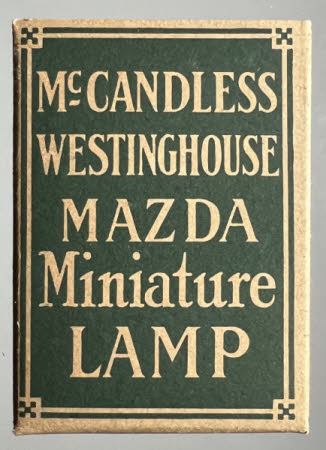 McCANDLESS
WESTINGHOUSE
MAZDA
Miniature
LAMP